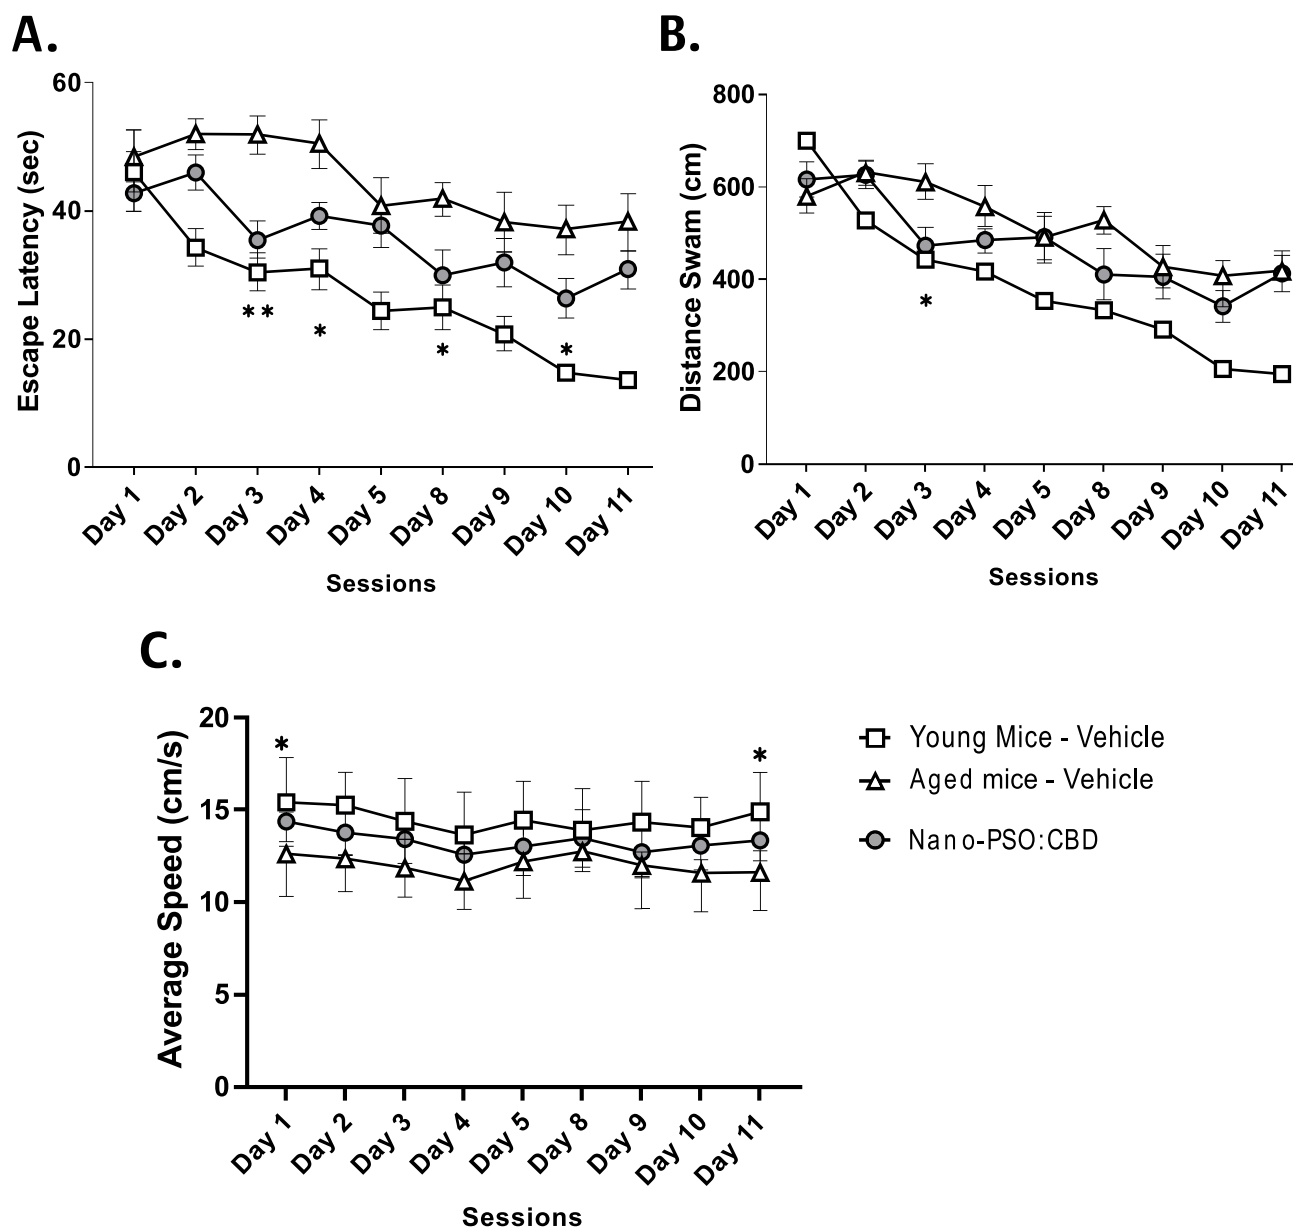 A.
Escape Latency (sec)
60
40
20
0
** * * *
Day 1 Day 2 Day 3 Day 4 Day 5 Day 8 Day 9 Day 10 Day 11
Sessions
B.
Distance Swam (cm)
800
600
400
200
0
*
Day 1 Day 2 Day 3 Day 4 Day 5 Day 8 Day 9 Day 10 Day 11
Sessions
C.
Average Speed (cm/s)
20
15
10
5
0
* *
Day 1 Day 2 Day 3 Day 4 Day 5 Day 8 Day 9 Day 10 Day 11
Sessions
Young Mice - Vehicle
Aged mice - Vehicle
Nano-PSO:CBD